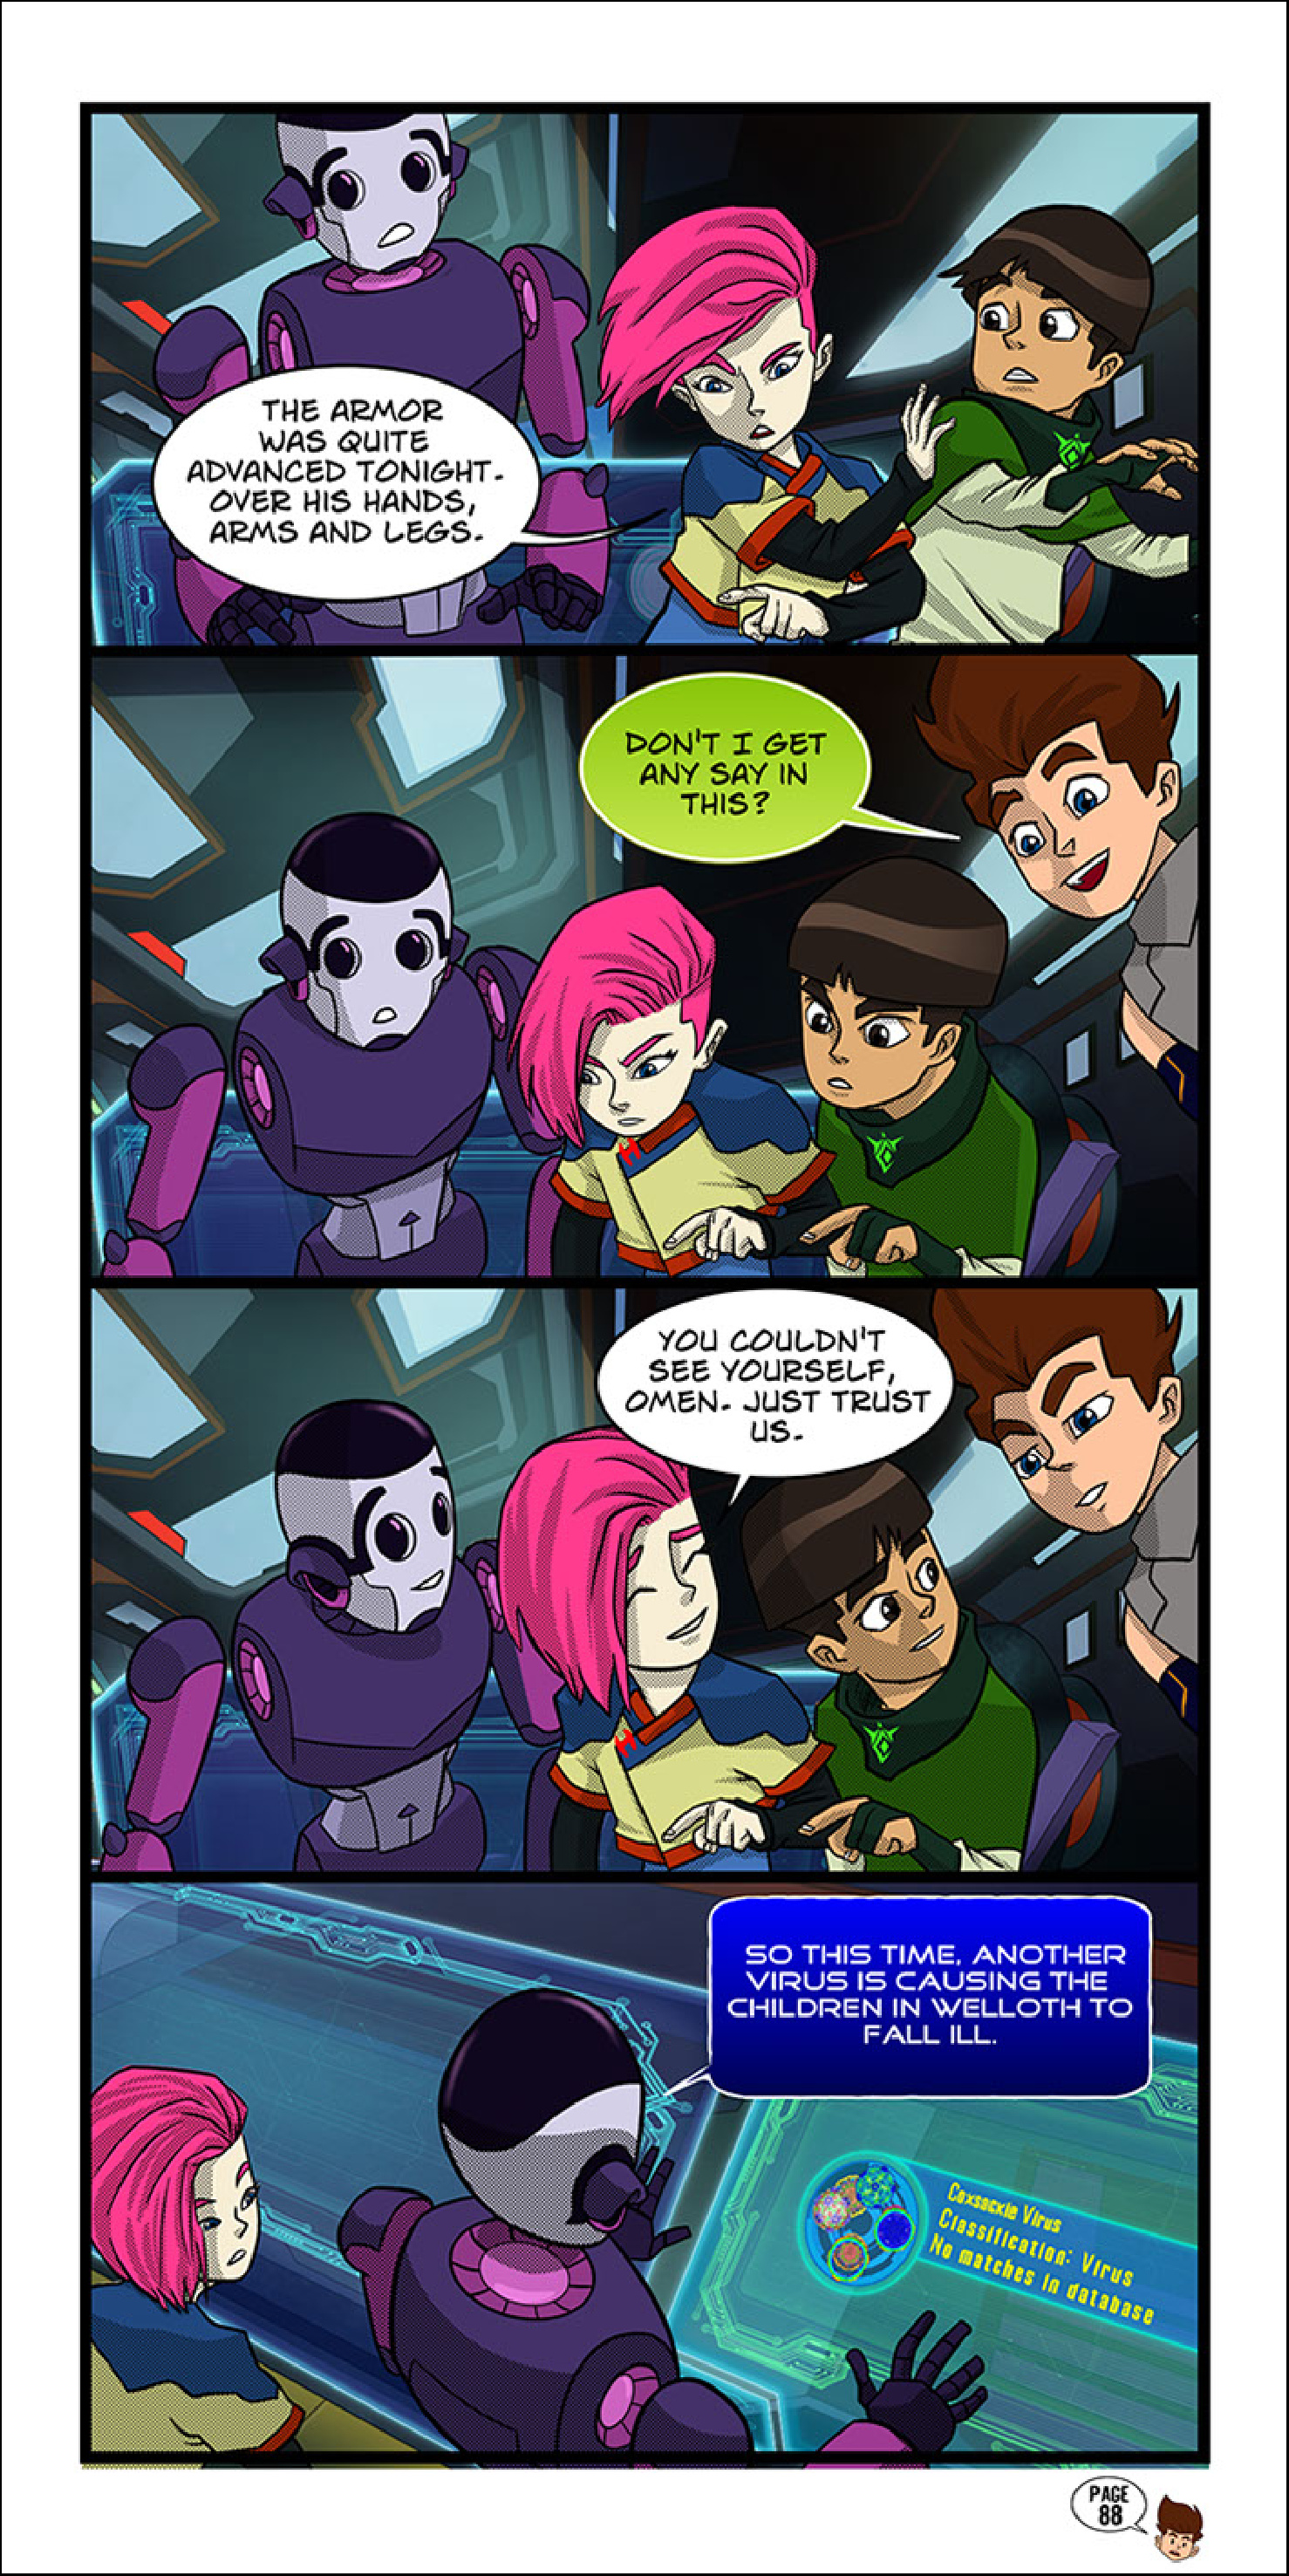 THE ARMOR
WAS QUITE
ADVANCED TONIGHT.
OVER HIS HANDS,
ARMS AND LEGS.
DON'T I GET
ANY SAY IN
THIS?
H
YOU COULDN'T
SEE YOURSELF,
OMEN. JUST TRUST
US.
H
SO THIS TIME, ANOTHER
VIRUS IS CAUSING THE
CHILDREN IN WELLOTH TO
FALL ILL.
Coxsackie Virus
Classification: Virus
No matches in database
PAGE
88